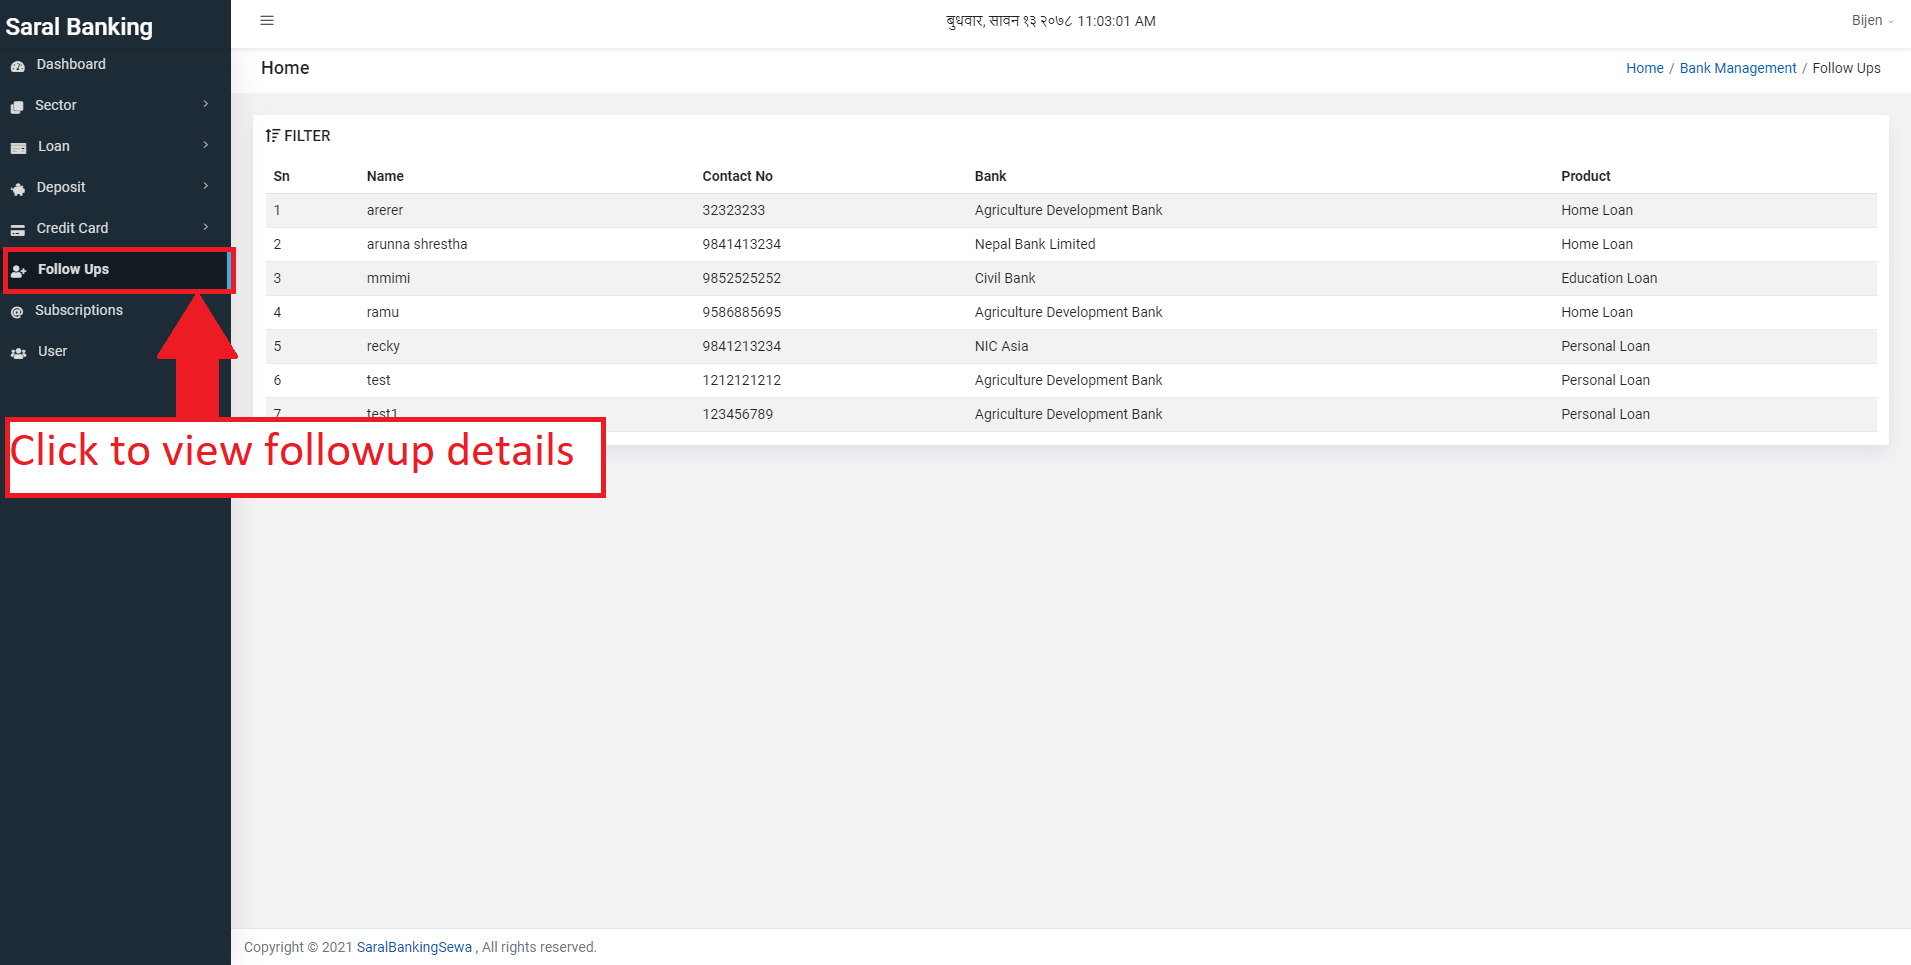 Saral Banking
बुधवार, सावन १३ २०७८ 11:03:01 AM
Bijen
Dashboard
Sector
Loan
Deposit
Credit Card
Follow Ups
Subscriptions
User
Home
Home / Bank Management / Follow Ups
FILTER
Sn Name Contact No Bank Product
1 arerer 32323233 Agriculture Development Bank Home Loan
2 arunna shrestha 9841413234 Nepal Bank Limited Home Loan
3 mmimi 9852525252 Civil Bank Education Loan
4 ramu 9586885695 Agriculture Development Bank Home Loan
5 recky 9841213234 NIC Asia Personal Loan
6 test 1212121212 Agriculture Development Bank Personal Loan
7 test1 123456789 Agriculture Development Bank Personal Loan
Click to view followup details
Copyright © 2021 SaralBankingSewa , All rights reserved.